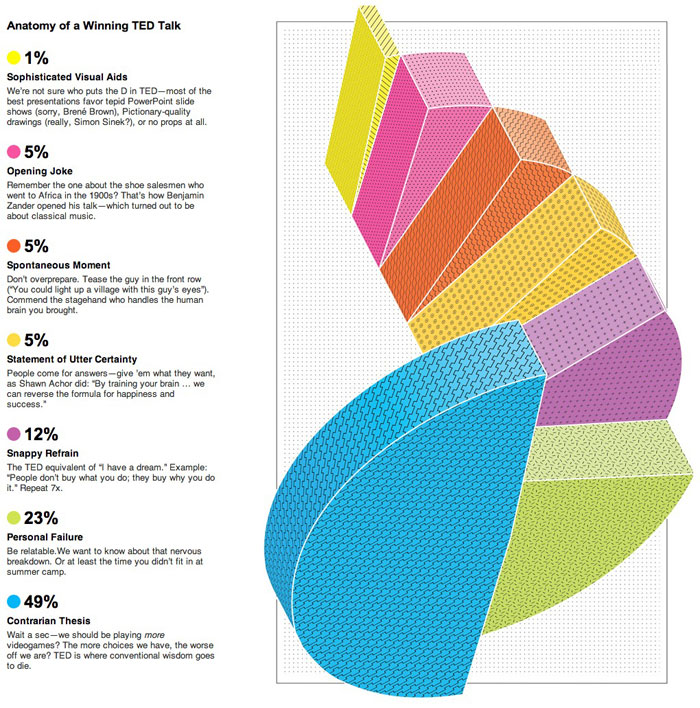 Anatomy of a Winning TED Talk
1%
Sophisticated Visual Aids
We're not sure who puts the D in TED—most of the
best presentations favor tepid PowerPoint slide
shows (sorry, Brené Brown), Pictionary-quality
drawings (really, Simon Sinek?), or no props at all.
5%
Opening Joke
Remember the one about the shoe salesmen who
went to Africa in the 1900s? That's how Benjamin
Zander opened his talk—which turned out to be
about classical music.
5%
Spontaneous Moment
Don't overprepare. Tease the guy in the front row
("You could light up a village with this guy's eyes").
Commend the stagehand who handles the human
brain you brought.
5%
Statement of Utter Certainty
People come for answers—give 'em what they want,
as Shawn Achor did: "By training your brain ... we
can reverse the formula for happiness and
success."
12%
Snappy Refrain
The TED equivalent of "I have a dream." Example:
"People don't buy what you do; they buy why you do
it." Repeat 7x.
23%
Personal Failure
Be relatable.We want to know about that nervous
breakdown. Or at least the time you didn't fit in at
summer camp.
49%
Contrarian Thesis
Wait a sec—we should be playing more
videogames? The more choices we have, the worse
off we are? TED is where conventional wisdom goes
to die.